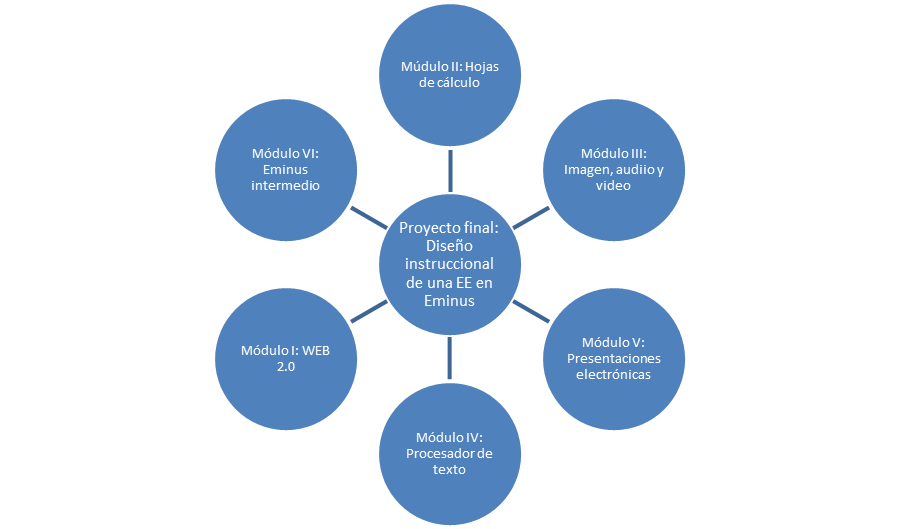 Múdulo II: Hojas
de cálculo
Módulo VI:
Eminus
intermedio
Módulo III:
Imagen, audiio y
video
Proyecto final:
Diseño
instruccional
de una EE en
Eminus
Módulo I: WEB
2.0
Módulo V:
Presentaciones
electrónicas
Módulo IV:
Procesador de
texto